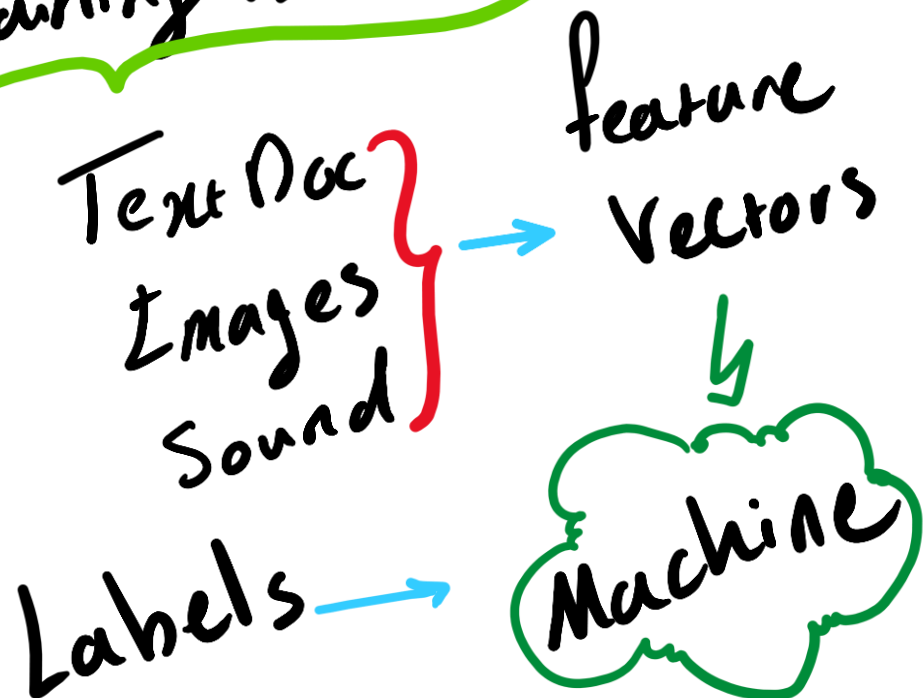 Text Doc
Images
Sound
feature
Vectors
Labels
Machine